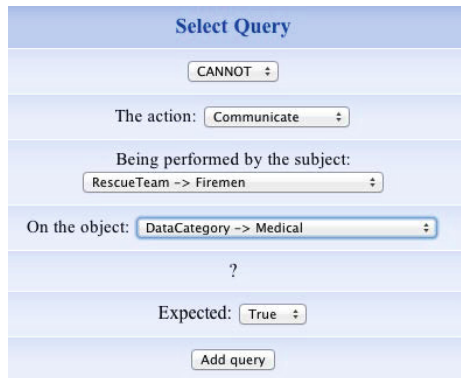 Select Query
CANNOT
The action: Communicate
Being performed by the subject:
RescueTeam -> Firemen
On the object: DataCategory -> Medical
?
Expected: True
Add query